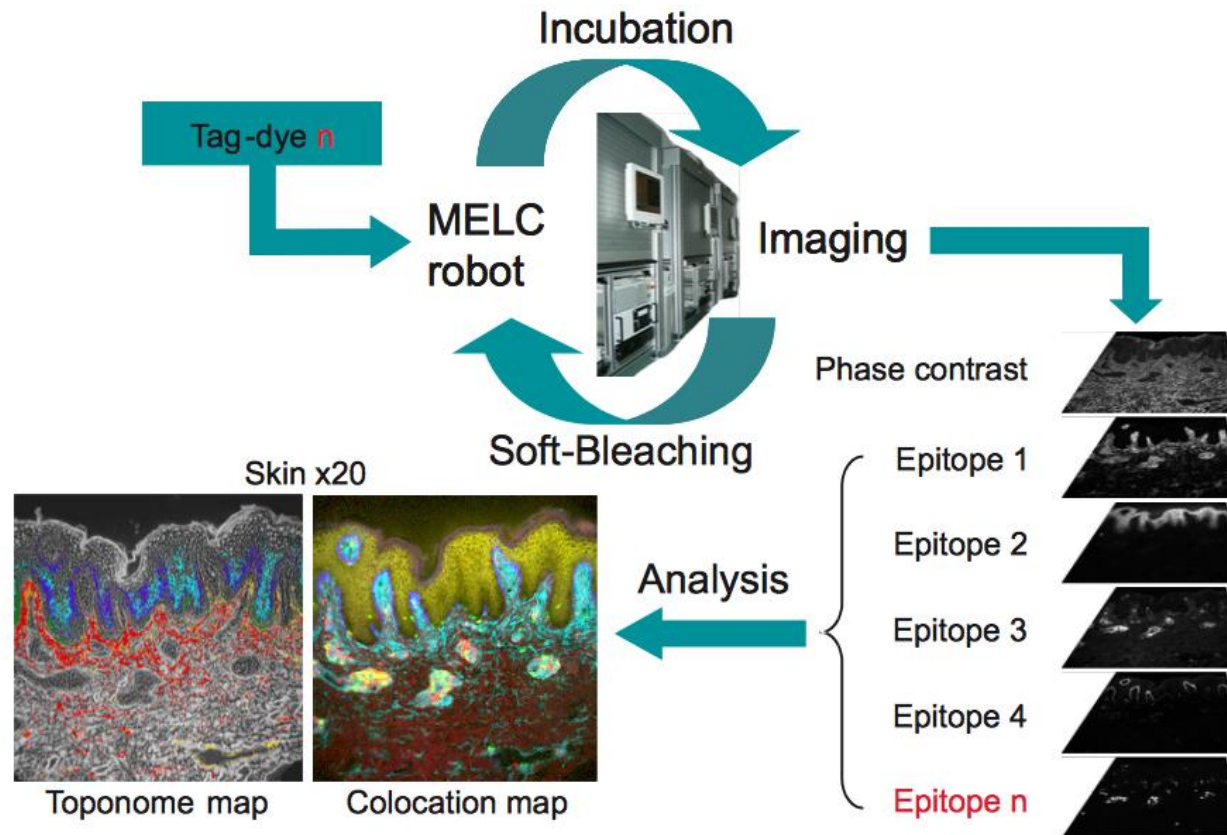 Incubation
Tag-dye n
MELC
robot
Imaging
Phase contrast
Soft-Bleaching
Skin x20
Epitope 1
Epitope 2
Analysis
Epitope 3
Epitope 4
Epitope n
Toponome map
Colocation map